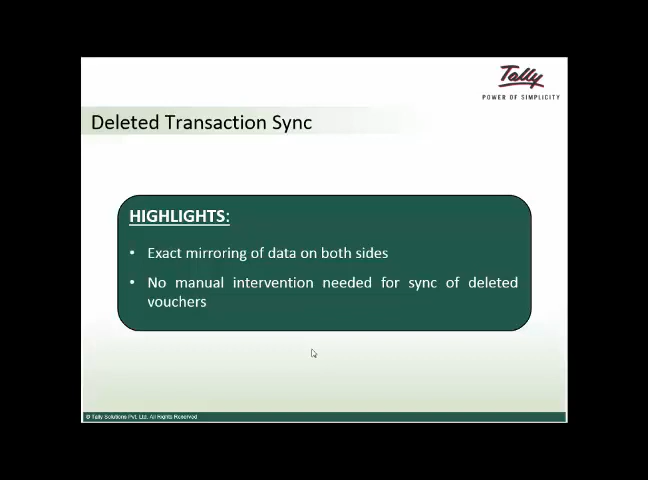 Tally
POWER OF SIMPLICITY
Deleted Transaction Sync
HIGHLIGHTS:
• Exact mirroring of data on both sides
• No manual intervention needed for sync of deleted
vouchers
© Tally Solutions Pvt. Ltd. All Rights Reserved